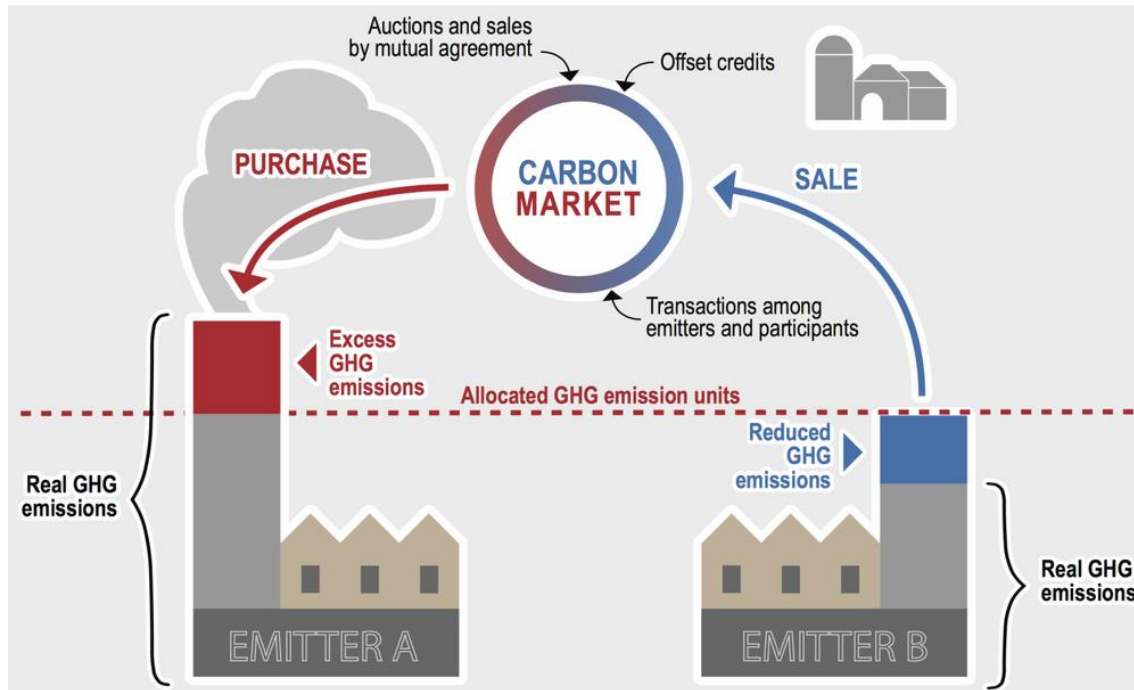 Auctions and sales
by mutual agreement
Offset credits
PURCHASE
CARBON
MARKET
SALE
Transactions among
emitters and participants
Excess
GHG
emissions
Allocated GHG emission units
Reduced
GHG
emissions
Real GHG
emissions
Real GHG
emissions
EMITTER A
EMITTER B